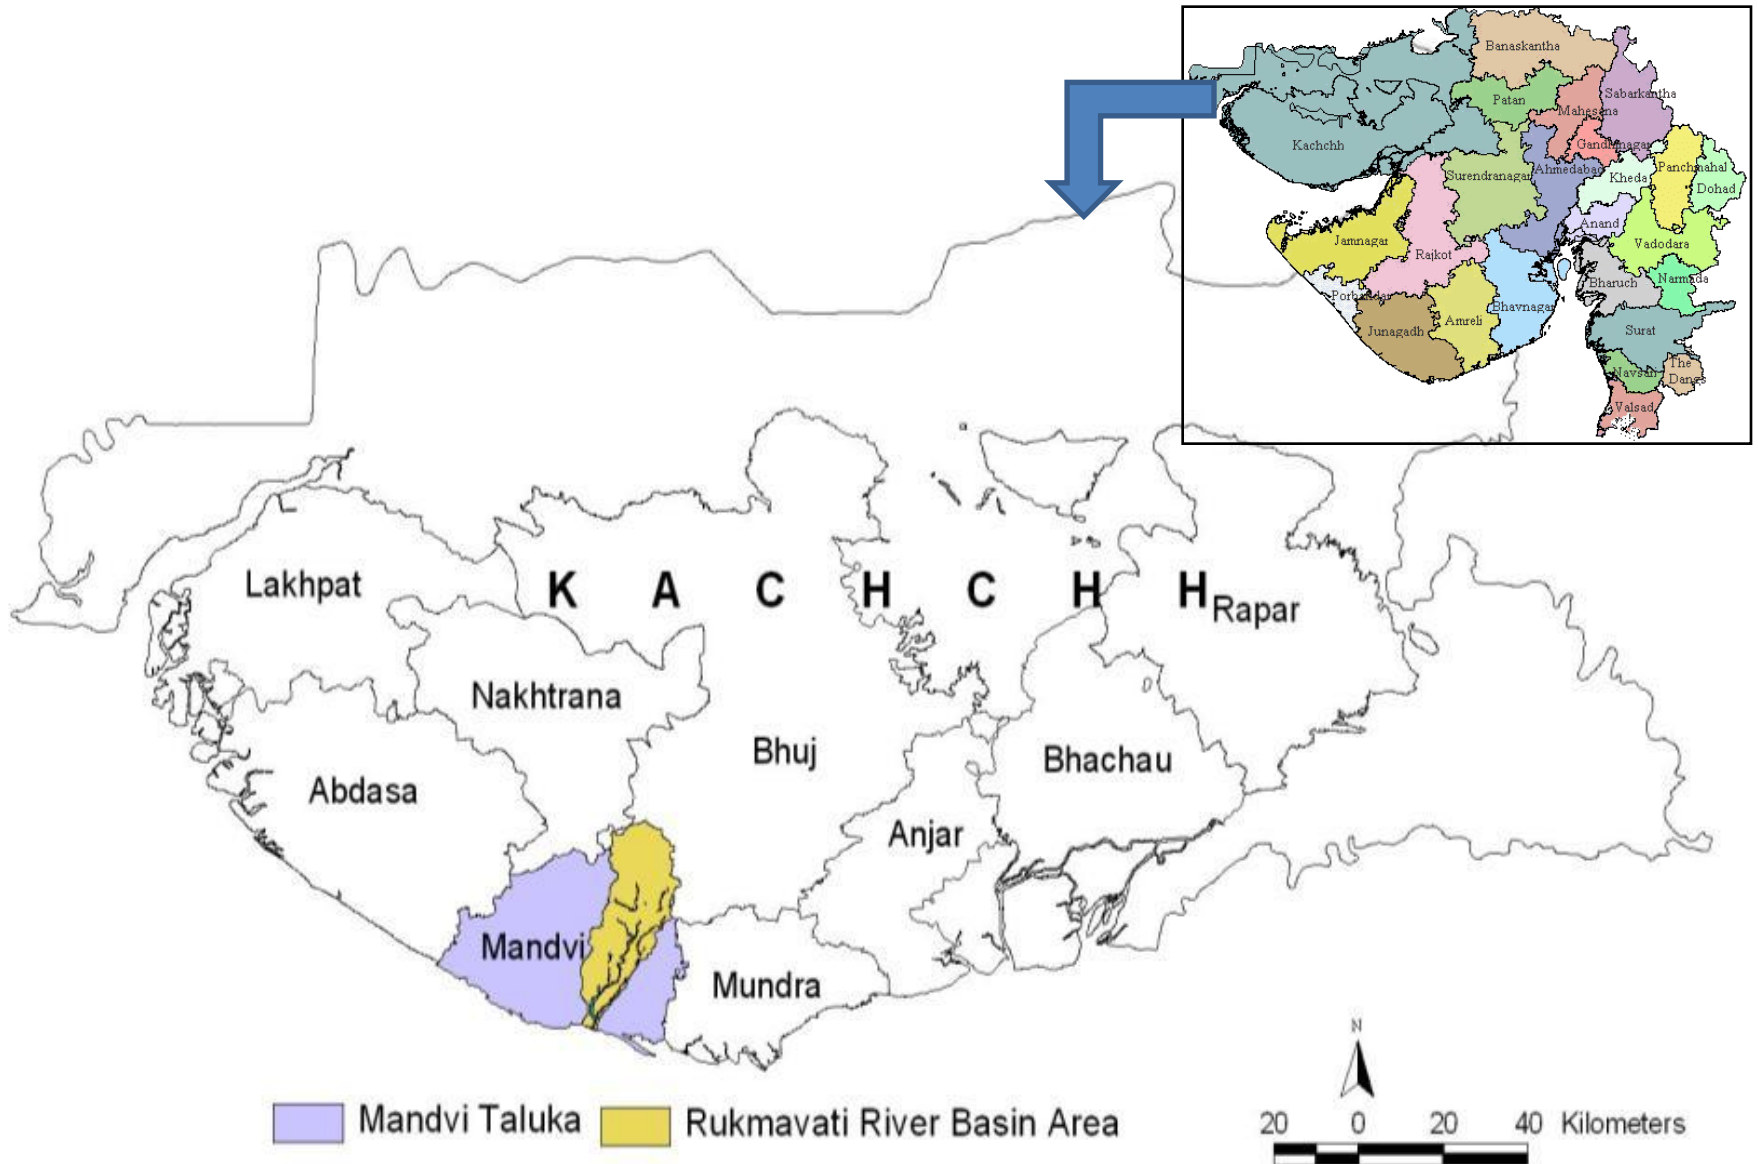 Banaskantha
Patan
Sabarkantha
Mahesana
Kachchh
Gandhinagar
Surendranagar
Ahmedabad
Kheda
Panchmahal
Dohad
Anand
Jamnagar
Vadodara
Rajkot
Narmada
Bharuch
Porbandar
Bhavnagar
Junagadh
Amreli
Surat
Navsari
The
Dangs
Valsad
Lakhpat
K A C H C H H
Rapar
Nakhtrana
Bhuj
Bhachau
Abdasa
Anjar
Mandvi
Mundra
N
Mandvi Taluka
Rukmavati River Basin Area
20 0 20 40 Kilometers